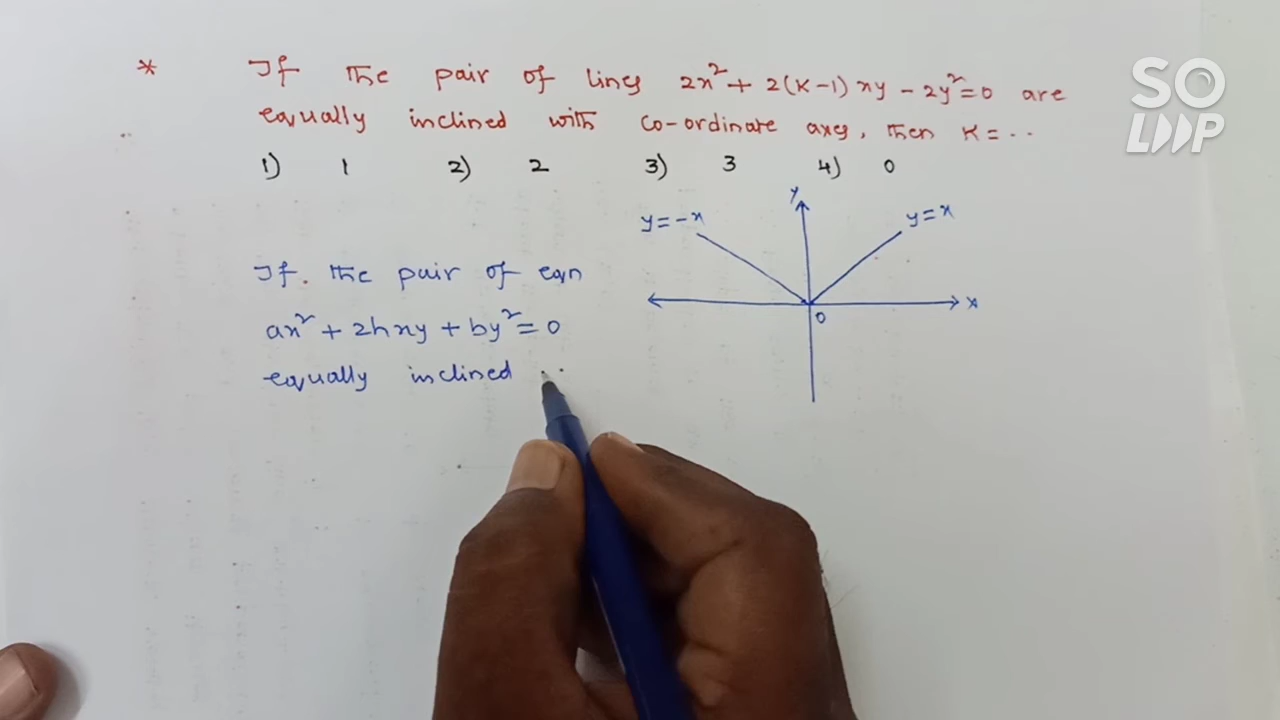 * If the pair of lines 2x² + 2(K-1) xy - 2y² = 0 are
equally inclined with co-ordinate axes, then K = ..
1) 1 2) 2 3) 3 4) 0
y = -x
y
y = x
x
0
If the pair of eqn
ax² + 2hxy + by² = 0
equally inclined
SO
LOOP